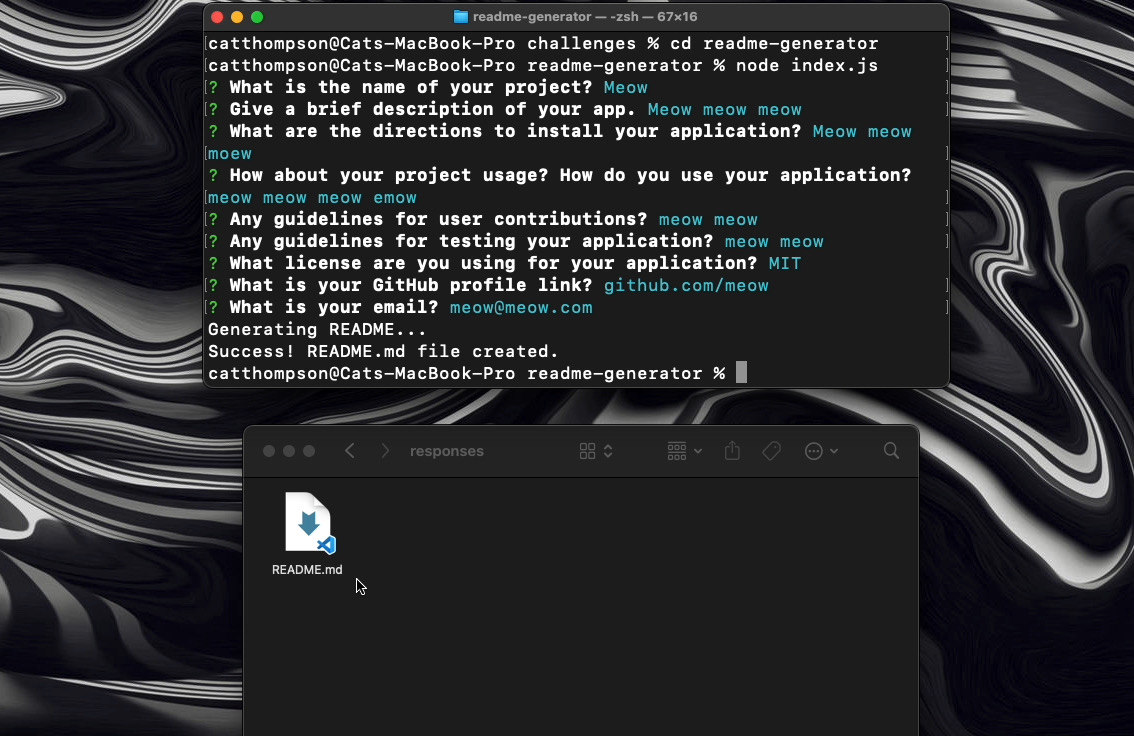 readme-generator — -zsh — 67×16
catthompson@Cats-MacBook-Pro challenges % cd readme-generator
catthompson@Cats-MacBook-Pro readme-generator % node index.js
? What is the name of your project? Meow
? Give a brief description of your app. Meow meow meow
? What are the directions to install your application? Meow meow
moew
? How about your project usage? How do you use your application?
meow meow meow emow
? Any guidelines for user contributions? meow meow
? Any guidelines for testing your application? meow meow
? What license are you using for your application? MIT
? What is your GitHub profile link? github.com/meow
? What is your email? meow@meow.com
Generating README...
Success! README.md file created.
catthompson@Cats-MacBook-Pro readme-generator %
responses
README.md